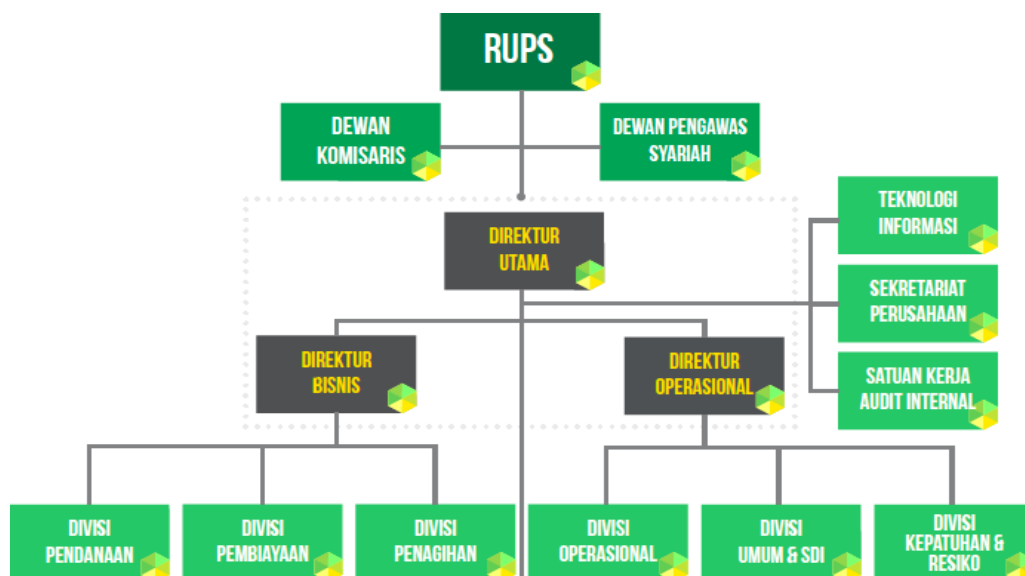 RUPS
DEWAN
KOMISARIS
DEWAN PENGAWAS
SYARIAH
TEKNOLOGI
INFORMASI
DIREKTUR
UTAMA
SEKRETARIAT
PERUSAHAAN
DIREKTUR
BISNIS
DIREKTUR
OPERASIONAL
SATUAN KERJA
AUDIT INTERNAL
DIVISI
PENDANAAN
DIVISI
PEMBIAYAAN
DIVISI
PENAGIHAN
DIVISI
OPERASIONAL
DIVISI
UMUM & SDI
DIVISI
KEPATUHAN &
RESIKO